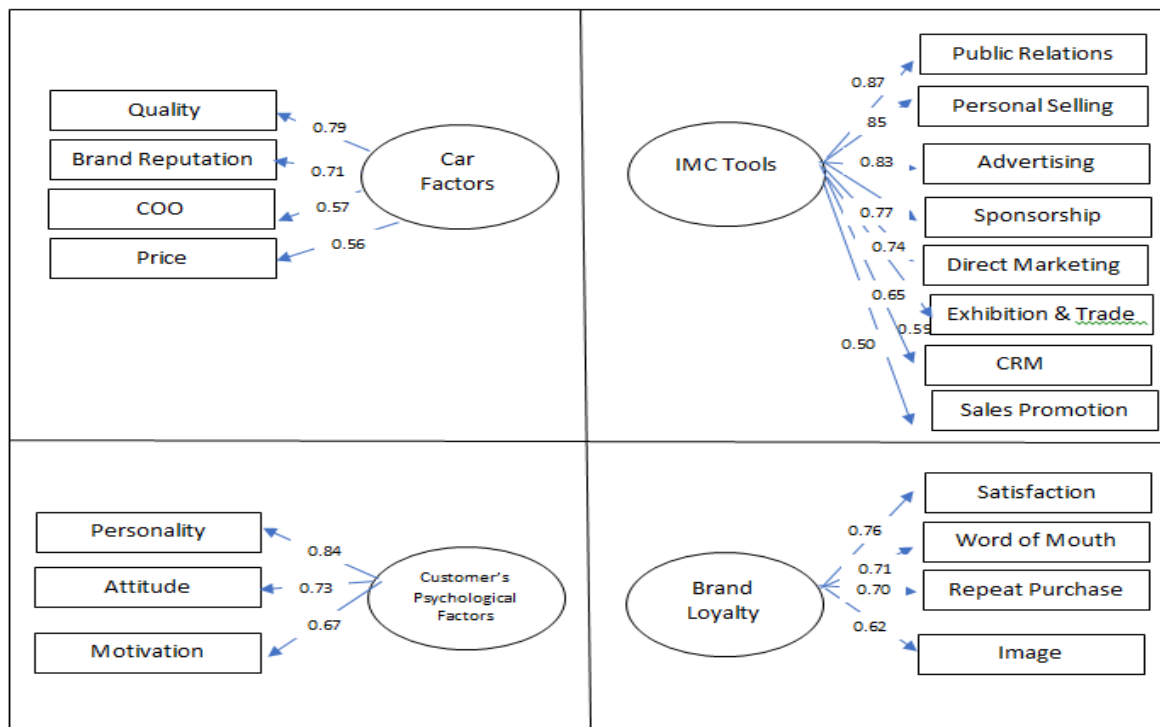 Quality
Brand Reputation
COO
Price
0.79
0.71
0.57
0.56
Car
Factors
IMC Tools
0.87
85
0.83
0.77
0.74
0.65
0.59
0.50
Public Relations
Personal Selling
Advertising
Sponsorship
Direct Marketing
Exhibition & Trade
CRM
Sales Promotion
Personality
Attitude
Motivation
0.84
0.73
0.67
Customer's
Psychological
Factors
Brand
Loyalty
0.76
0.71
0.70
0.62
Satisfaction
Word of Mouth
Repeat Purchase
Image